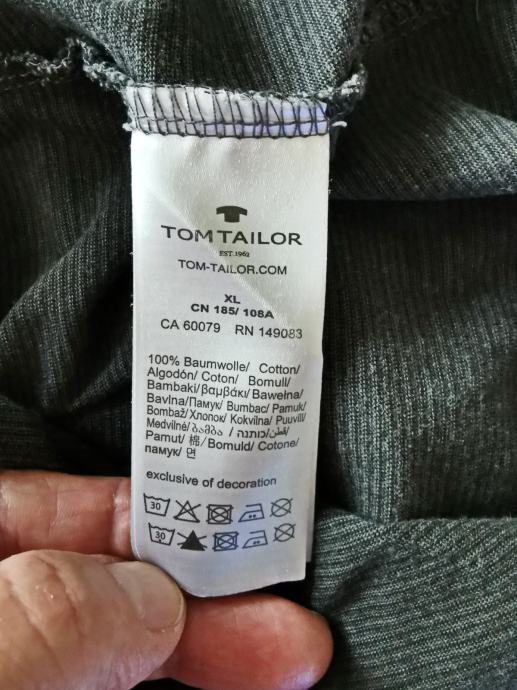 TOM TAILOR
EST.1962
TOM-TAILOR.COM
XL
CN 185/ 108A
CA 60079 RN 149083
100% Baumwolle/ Cotton/
Algodón/ Coton/ Bomull/
Bambaki/βαμβάκι/ Bawełna/
Bavlna/Памук/ Bumbac/ Pamuk/
Bombaž/ Хлопок/ Kokvilna/ Puuvill/
Medvilnė/ ბამბა / قطن/כותנה/
Pamut/ 棉/ Bomuld/ Cotone/
памук/ 면
exclusive of decoration
30
30